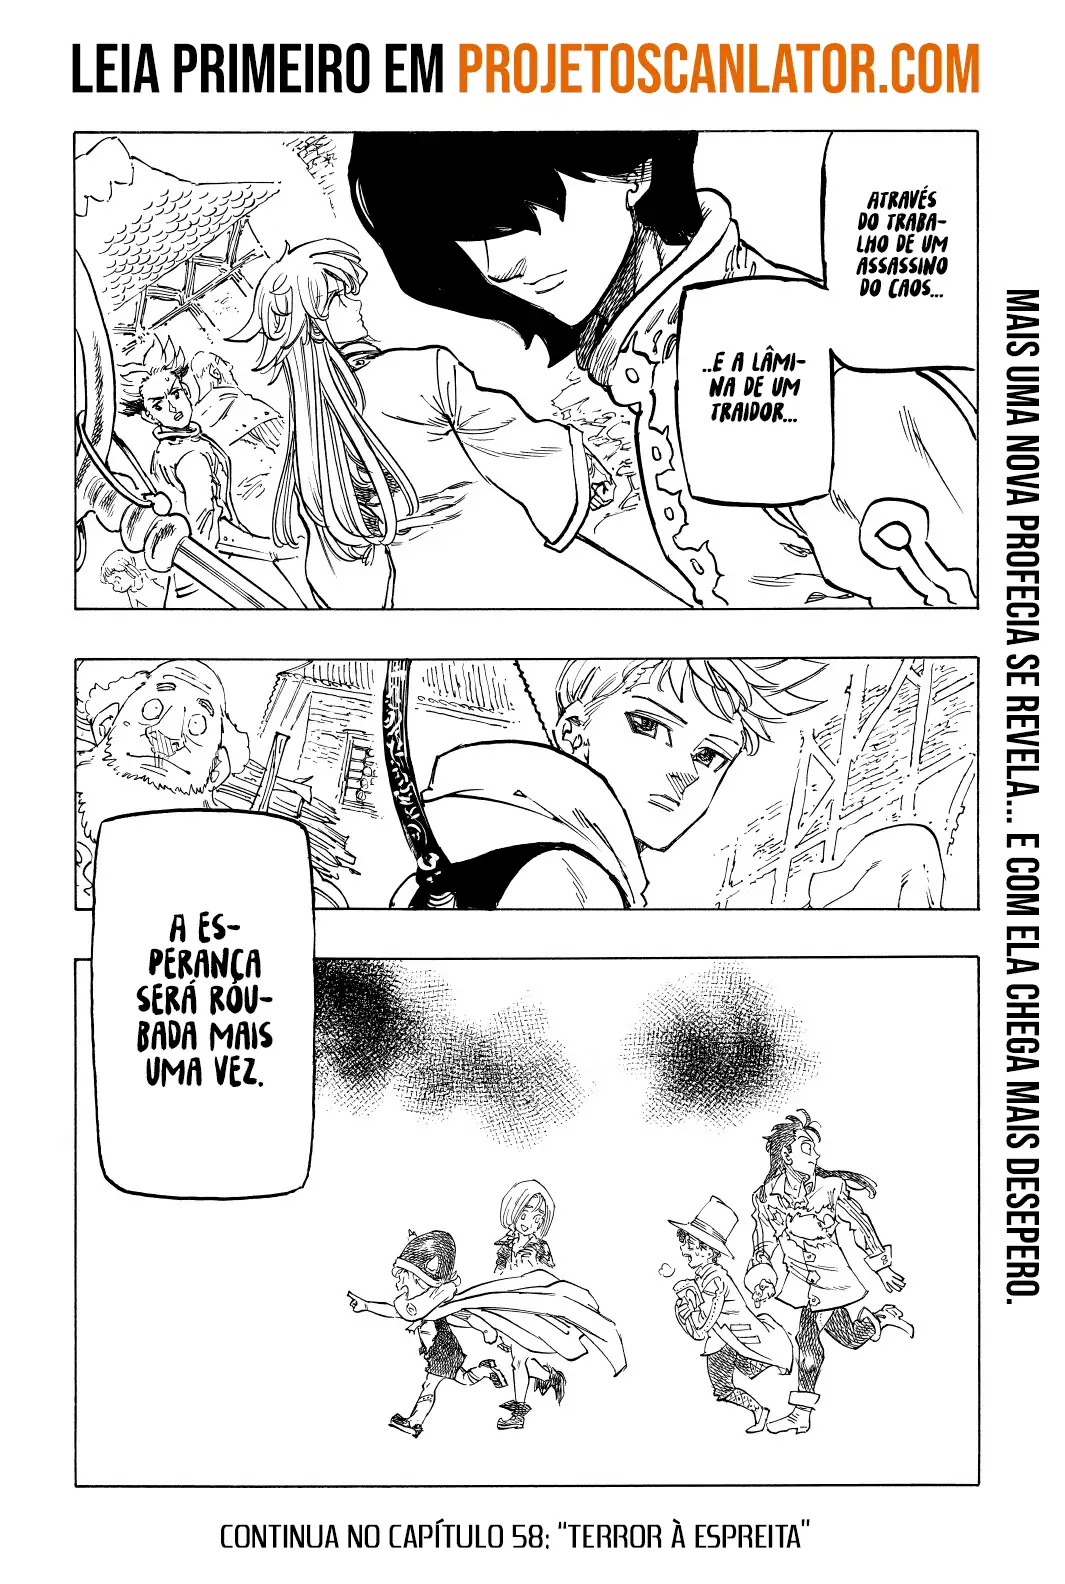 LEIA PRIMEIRO EM PROJETOSCANLATOR.COM
ATRAVÉS
DO TRABA-
LHO DE UM
ASSASSINO
DO CAOS...
..E A LÂMI-
NA DE UM
TRAIDOR...
MAIS UMA NOVA PROFECIA SE REVELA... E COM ELA CHEGA MAIS DESEPERO.
A ES-
PERANÇA
SERÁ ROU-
BADA MAIS
UMA VEZ.
CONTINUA NO CAPÍTULO 58: “TERROR À ESPREITA”